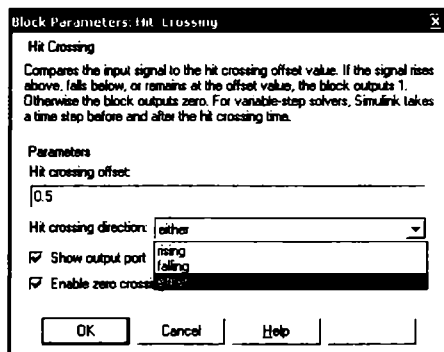 Block Parameters: Hit Crossing
Hit Crossing
Compares the input signal to the hit crossing offset value. If the signal rises
above, falls below, or remains at the offset value, the block outputs 1.
Otherwise the block outputs zero. For variable-step solvers, Simulink takes
a time step before and after the hit crossing time.
Parameters
Hit crossing offset:
0.5
Hit crossing direction: either
rising
Show output port
falling
Enable zero crossing
OK Cancel Help